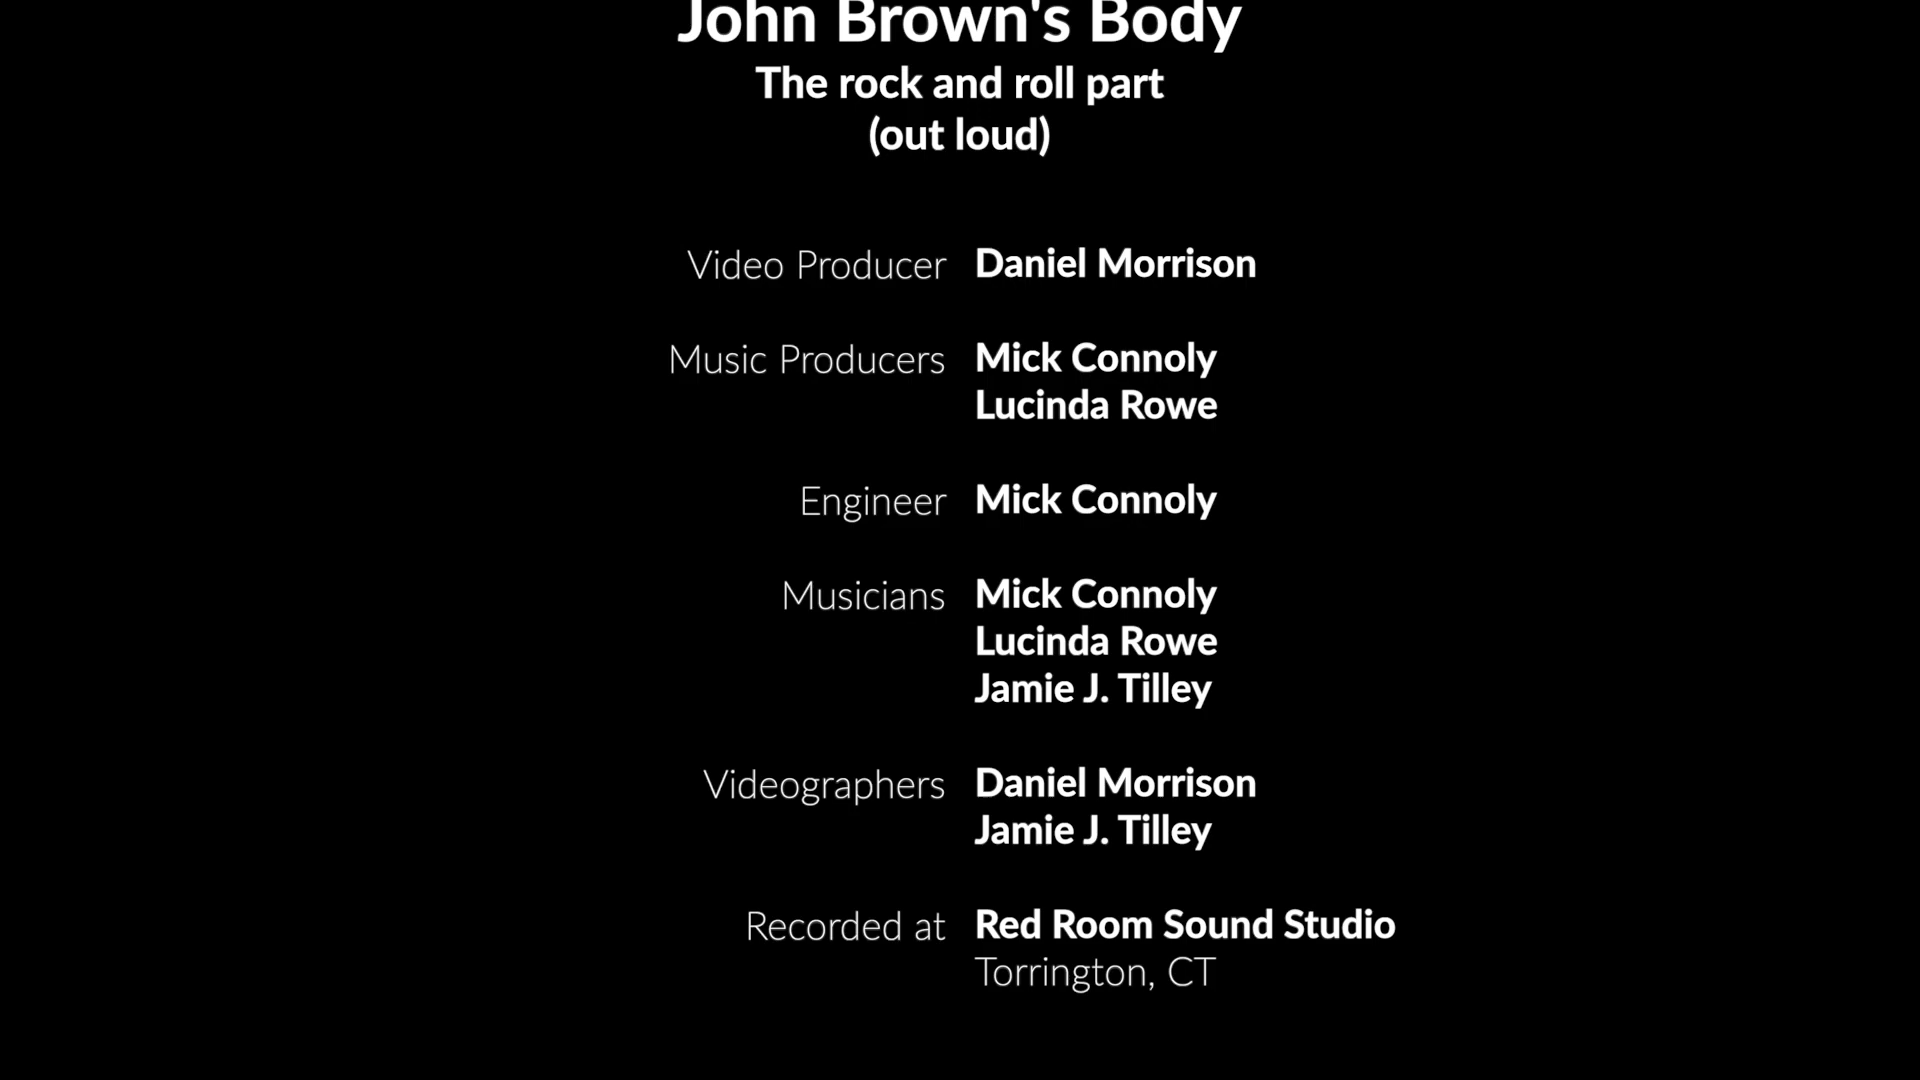 John Brown's Body
The rock and roll part
(out loud)
Video Producer Daniel Morrison
Music Producers Mick Connoly
Lucinda Rowe
Engineer Mick Connoly
Musicians Mick Connoly
Lucinda Rowe
Jamie J. Tilley
Videographers Daniel Morrison
Jamie J. Tilley
Recorded at Red Room Sound Studio
Torrington, CT